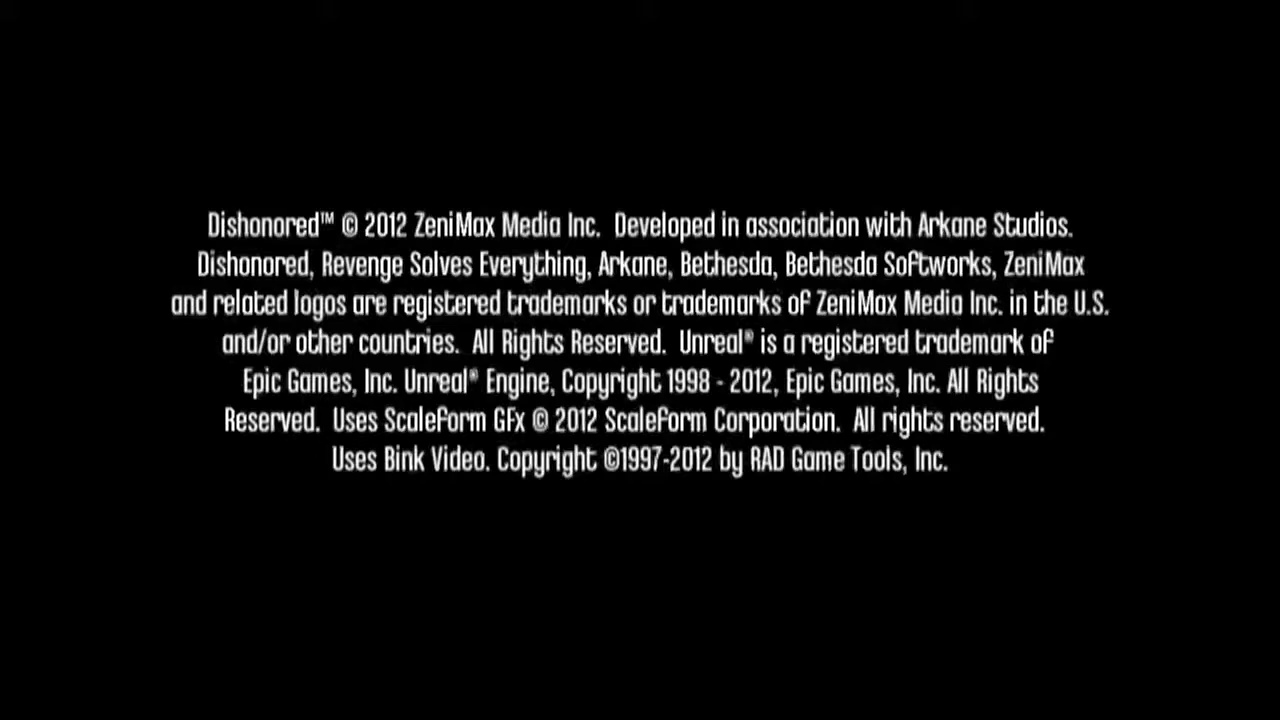 Dishonored™ © 2012 ZeniMax Media Inc.  Developed in association with Arkane Studios.
Dishonored, Revenge Solves Everything, Arkane, Bethesda, Bethesda Softworks, ZeniMax
and related logos are registered trademarks or trademarks of ZeniMax Media Inc. in the U.S.
and/or other countries.  All Rights Reserved.  Unreal® is a registered trademark of
Epic Games, Inc. Unreal® Engine, Copyright 1998 - 2012, Epic Games, Inc. All Rights
Reserved.  Uses Scaleform GFx © 2012 Scaleform Corporation.  All rights reserved.
Uses Bink Video. Copyright ©1997-2012 by RAD Game Tools, Inc.